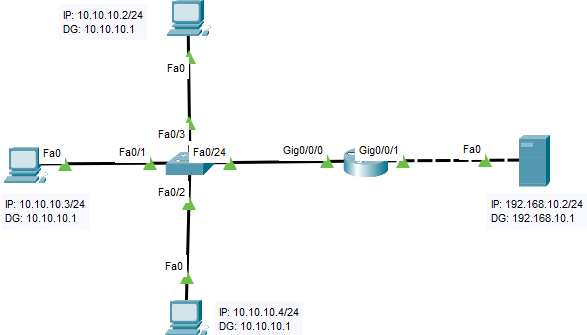 IP: 10.10.10.2/24
DG: 10.10.10.1
Fa0
Fa0/3
Fa0
Fa0/1
Fa0/24
Gig0/0/0
Gig0/0/1
Fa0
Fa0/2
IP: 10.10.10.3/24
DG: 10.10.10.1
IP: 192.168.10.2/24
DG: 192.168.10.1
Fa0
IP: 10.10.10.4/24
DG: 10.10.10.1